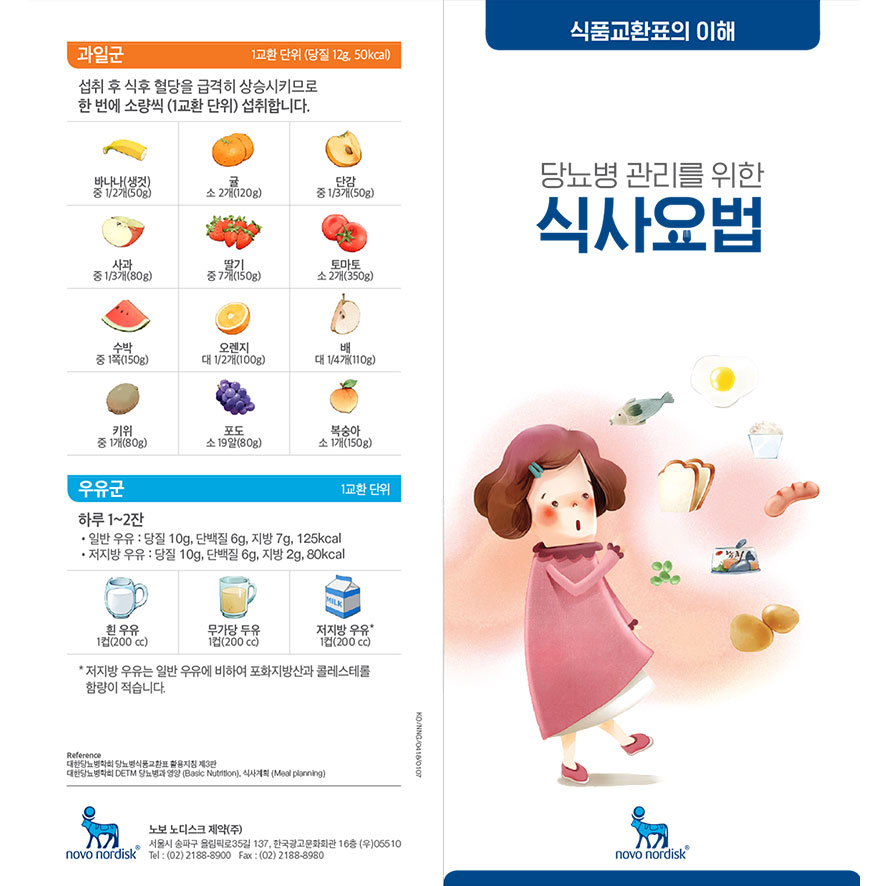 과일군
1교환 단위 (당질 12g, 50kcal)
섭취 후 식후 혈당을 급격히 상승시키므로
한 번에 소량씩 (1교환 단위) 섭취합니다.
바나나(생것)
중 1/2개(50g)
귤
소 2개(120g)
단감
중 1/3개(50g)
사과
중 1/3개(80g)
딸기
중 7개(150g)
토마토
소 2개(350g)
수박
중 1쪽(150g)
오렌지
대 1/2개(100g)
배
대 1/4개(110g)
키위
중 1개(80g)
포도
소 19알(80g)
복숭아
소 1개(150g)
우유군
1교환 단위
하루 1~2잔
• 일반 우유 : 당질 10g, 단백질 6g, 지방 7g, 125kcal
• 저지방 우유 : 당질 10g, 단백질 6g, 지방 2g, 80kcal
MILK
흰 우유
1컵(200 cc)
무가당 두유
1컵(200 cc)
저지방 우유*
1컵(200 cc)
* 저지방 우유는 일반 우유에 비하여 포화지방산과 콜레스테롤
함량이 적습니다.
KO/NNG/0418/0107
Reference
대한당뇨병학회 당뇨병식품교환표 활용지침 제3판
대한당뇨병학회 DETM 당뇨병과 영양 (Basic Nutrition), 식사계획 (Meal planning)
novo nordisk®
노보 노디스크 제약(주)
서울시 송파구 올림픽로35길 137, 한국광고문화회관 16층 (우)05510
Tel : (02) 2188-8900 Fax : (02) 2188-8980
식품교환표의 이해
당뇨병 관리를 위한
식사요법
novo nordisk®